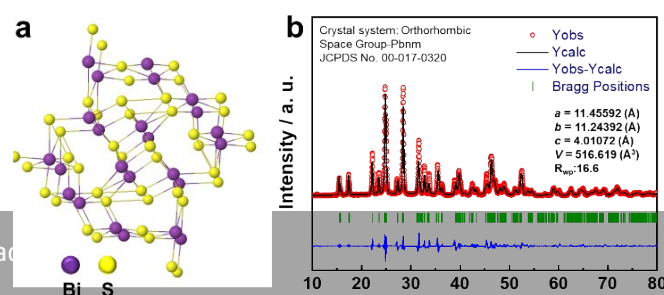 a
Bi S
b
Crystal system: Orthorhombic
Space Group-Pbnm
JCPDS No. 00-017-0320
Yobs
Ycalc
Yobs-Ycalc
Bragg Positions
a = 11.45592 (Å)
b = 11.24392 (Å)
c = 4.01072 (Å)
V = 516.619 (Å³)
Rwp:16.6
Intensity / a. u.
10 20 30 40 50 60 70 80